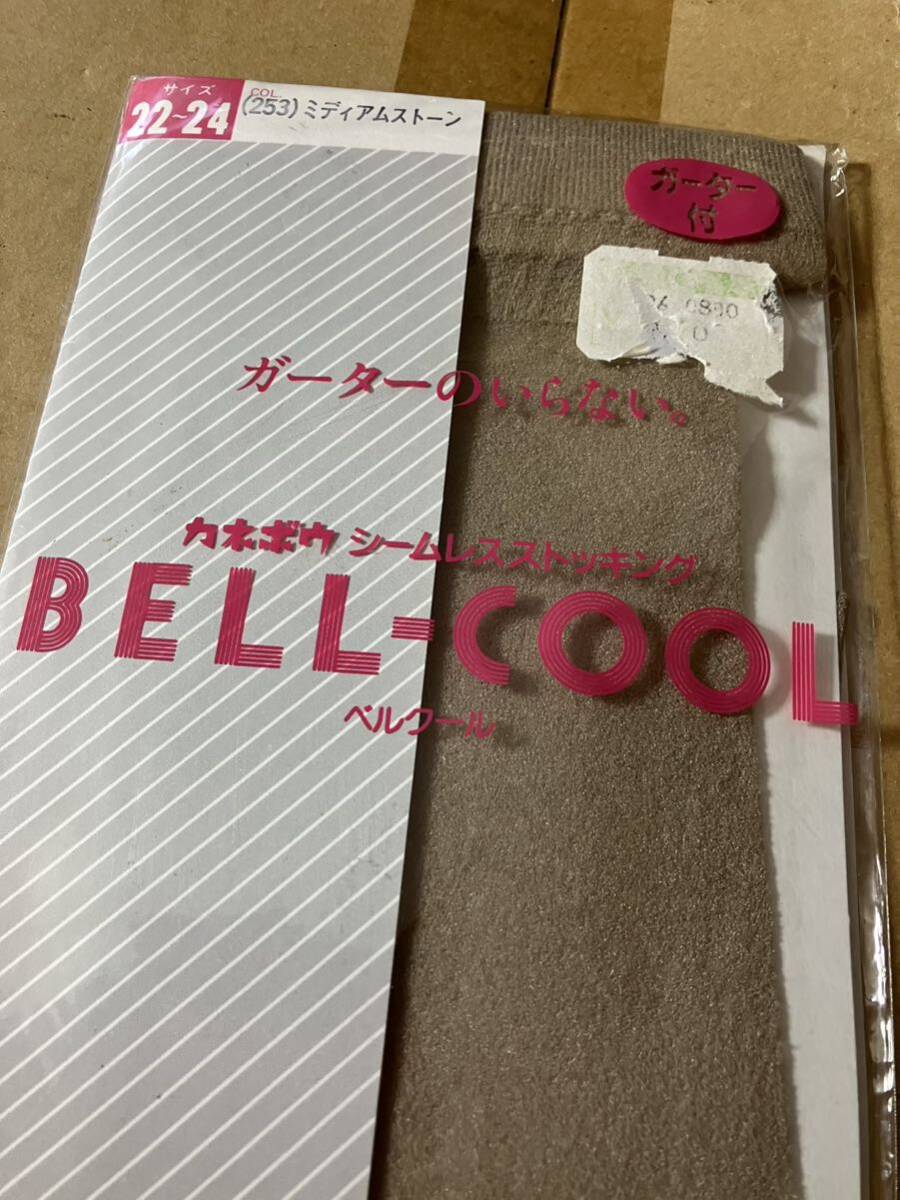 サイズ
22~24
COL.
(253) ミディアムストーン
ガーター
付
0880
ガーターのいらない。
カネボウ シームレスストッキング
BELL-COOL
ベルクール